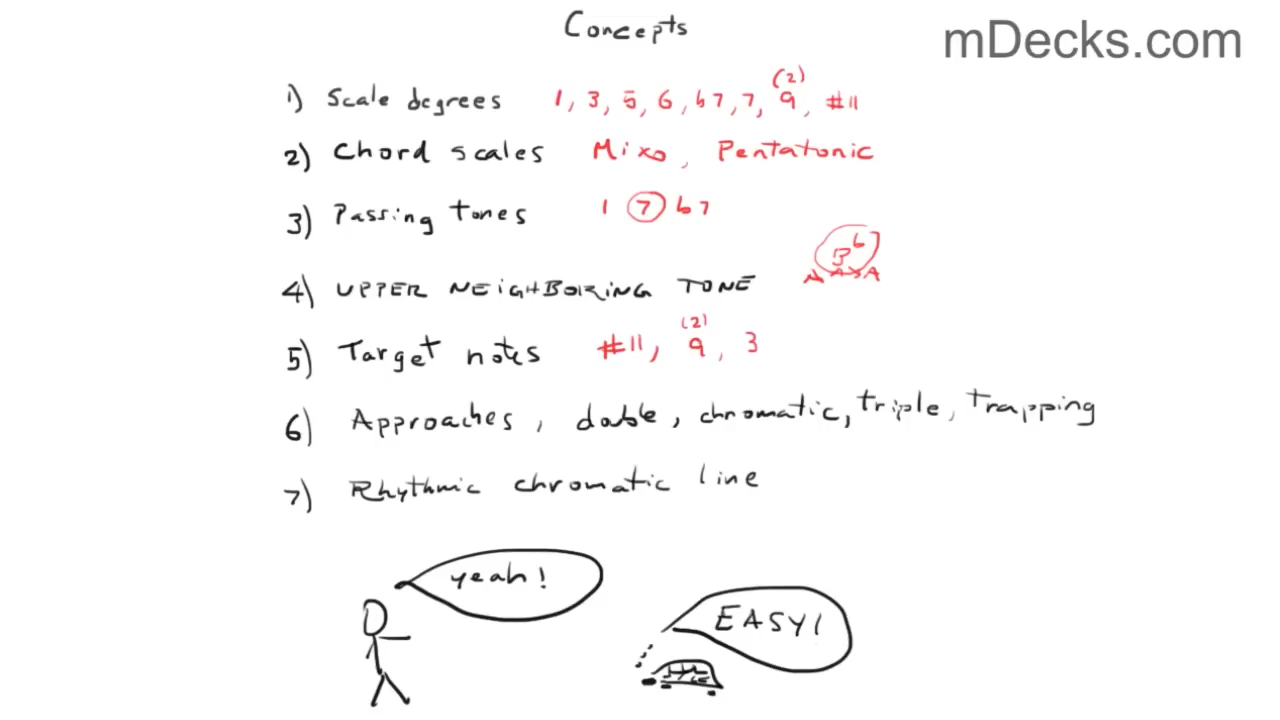 Concepts
mDecks.com
(2)
1) Scale degrees 1, 3, 5, 6, b7, 7, 9, #11
2) Chord scales Mixo, Pentatonic
3) Passing tones 1 7 b7
4) UPPER NEIGHBORING TONE
(2)
5) Target notes #11, 9, 3
6) Approaches, double, chromatic, triple, trapping
7) Rhythmic chromatic line
yeah!
EASY!